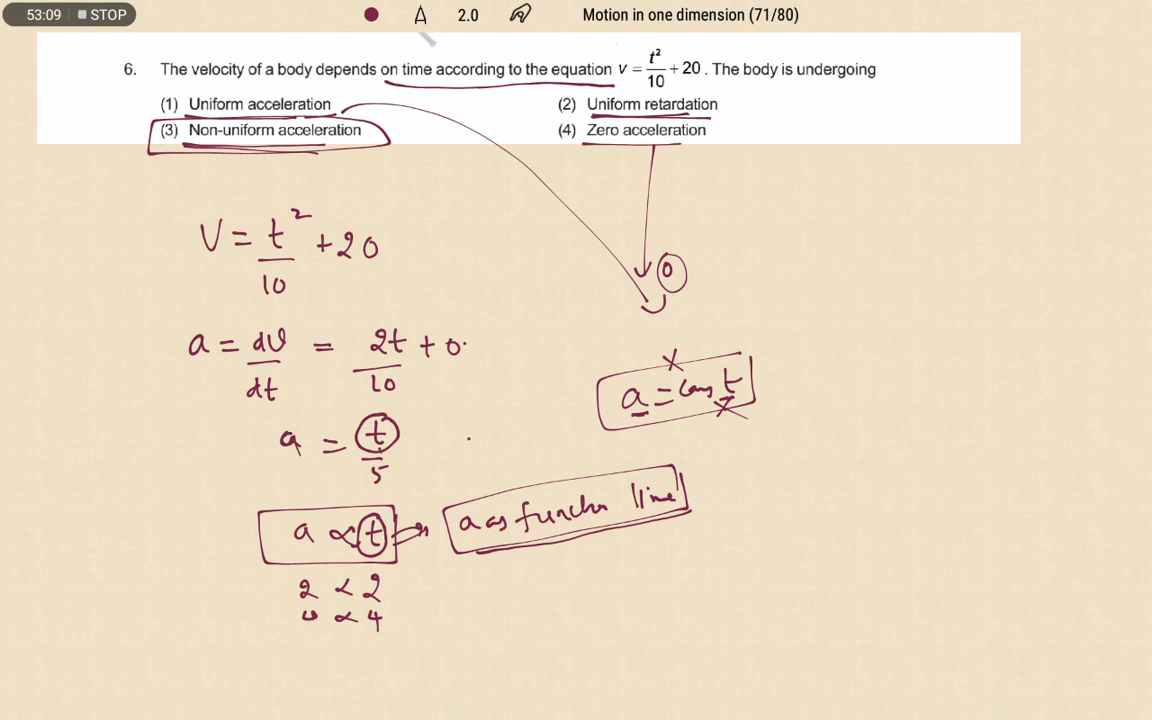 53:09 STOP A 2.0 Motion in one dimension (71/80)
6. The velocity of a body depends on time according to the equation v = t²/10 + 20 . The body is undergoing
(1) Uniform acceleration (2) Uniform retardation
(3) Non-uniform acceleration (4) Zero acceleration
V = t²/10 + 20
0
a = dv/dt = 2t/10 + 0
a = const
a = t/5
a ∝ t a as
2 ∝ 2
∝ 4